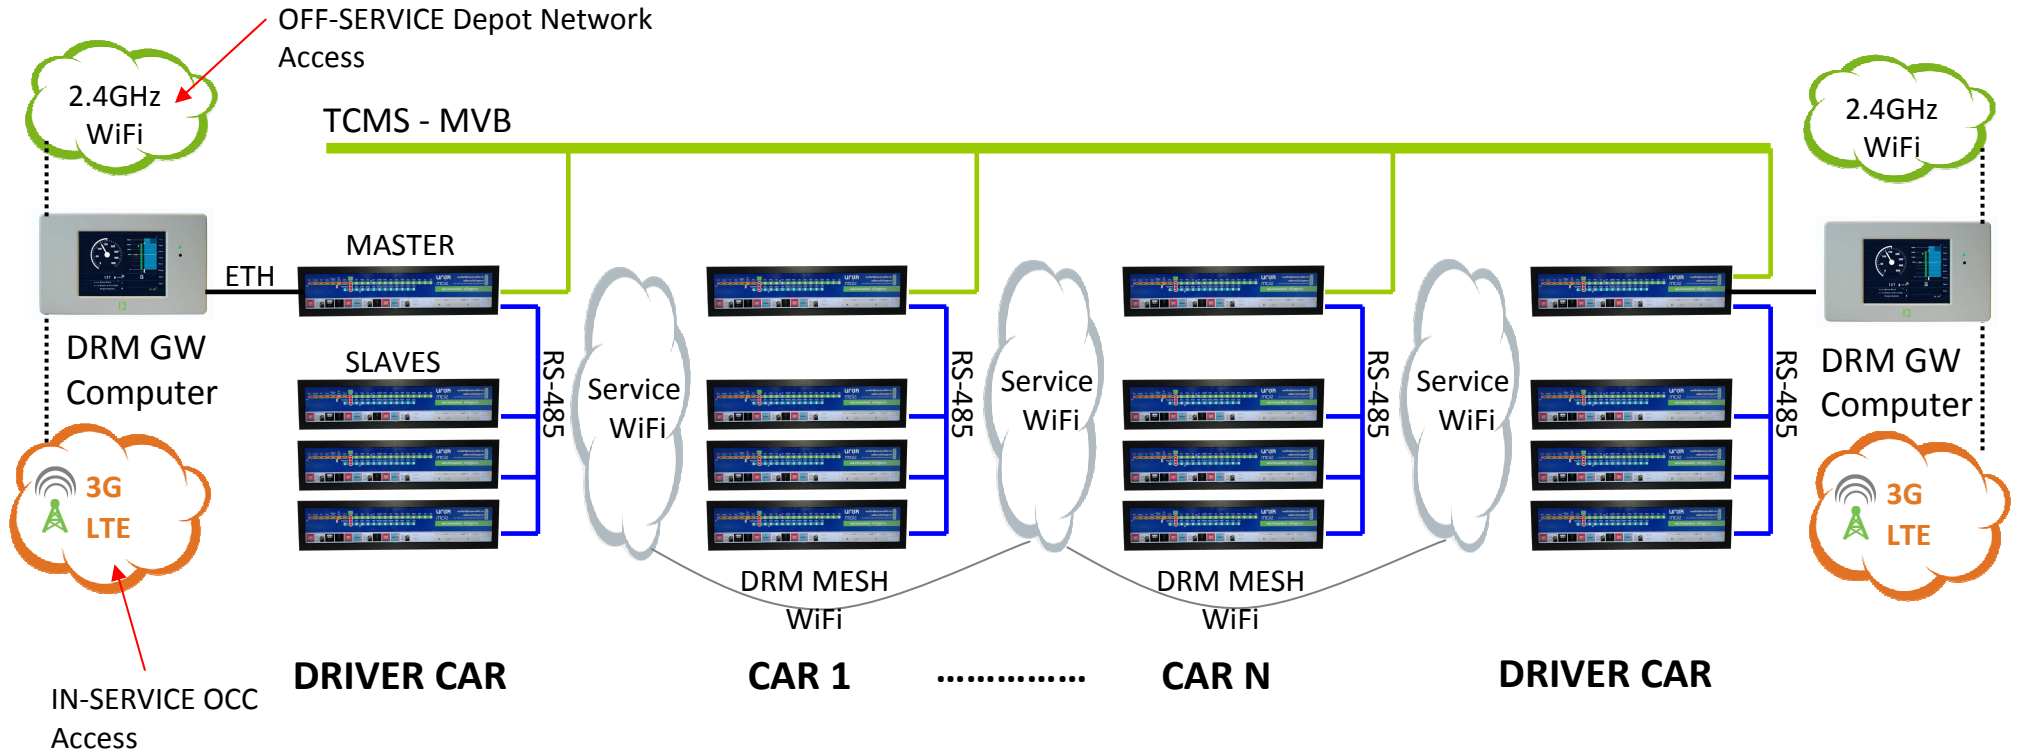 OFF-SERVICE Depot Network
Access
2.4GHz
WiFi
2.4GHz
WiFi
TCMS - MVB
MASTER
ETH
SLAVES
RS-485
RS-485
RS-485
RS-485
DRM GW
Computer
DRM GW
Computer
Service
WiFi
Service
WiFi
Service
WiFi
3G
LTE
3G
LTE
DRM MESH
WiFi
DRM MESH
WiFi
DRIVER CAR
CAR 1
...............
CAR N
DRIVER CAR
IN-SERVICE OCC
Access